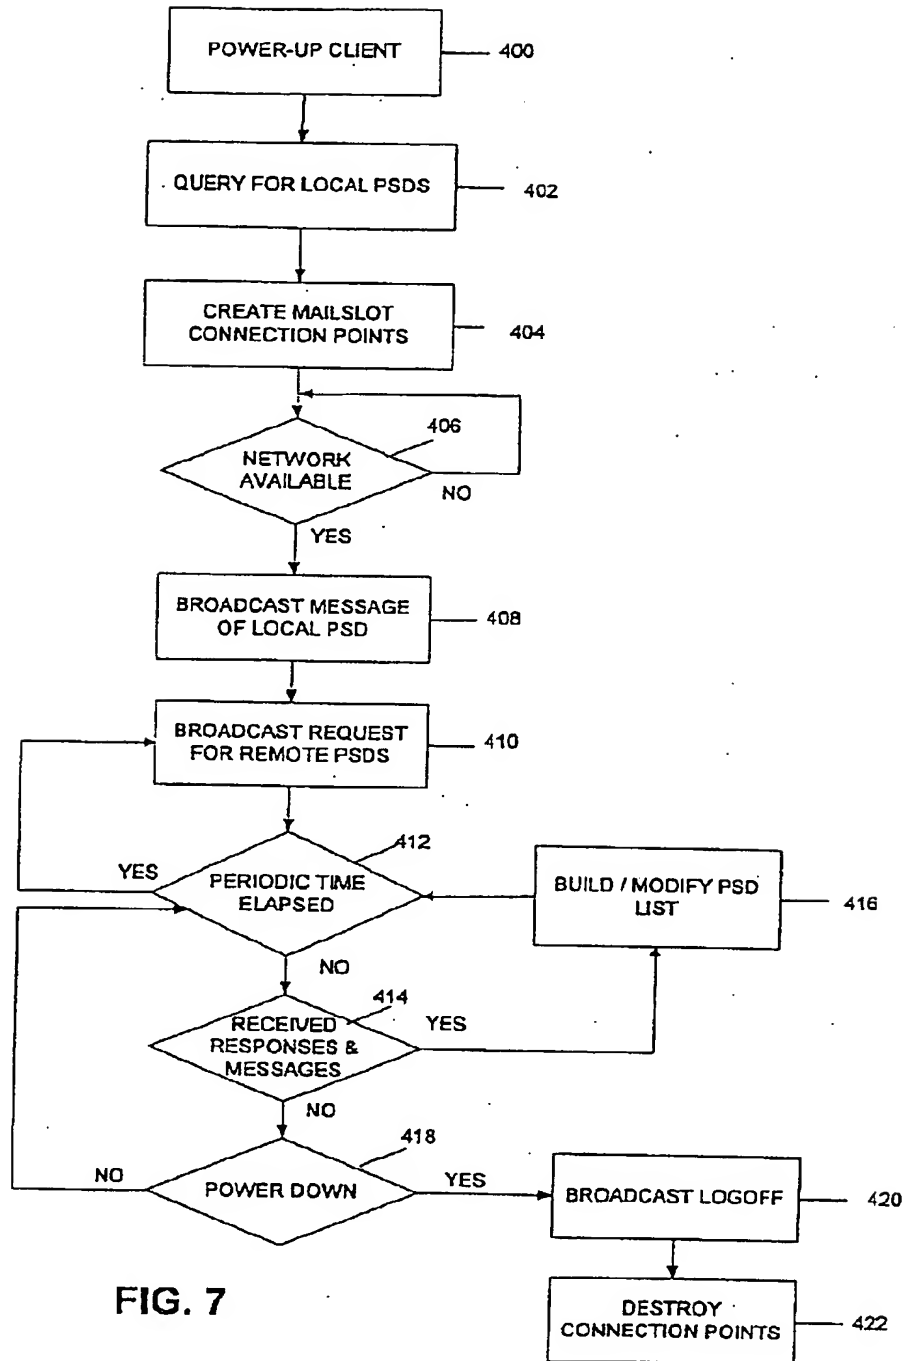 POWER-UP CLIENT
400
QUERY FOR LOCAL PSDS
402
CREATE MAILSLOT
CONNECTION POINTS
404
406
NETWORK
AVAILABLE
NO
YES
BROADCAST MESSAGE
OF LOCAL PSD
408
BROADCAST REQUEST
FOR REMOTE PSDS
410
412
YES
PERIODIC TIME
ELAPSED
BUILD / MODIFY PSD
LIST
416
NO
414
RECEIVED
RESPONSES &
MESSAGES
YES
NO
418
NO
POWER DOWN
YES
BROADCAST LOGOFF
420
FIG. 7
DESTROY
CONNECTION POINTS
422